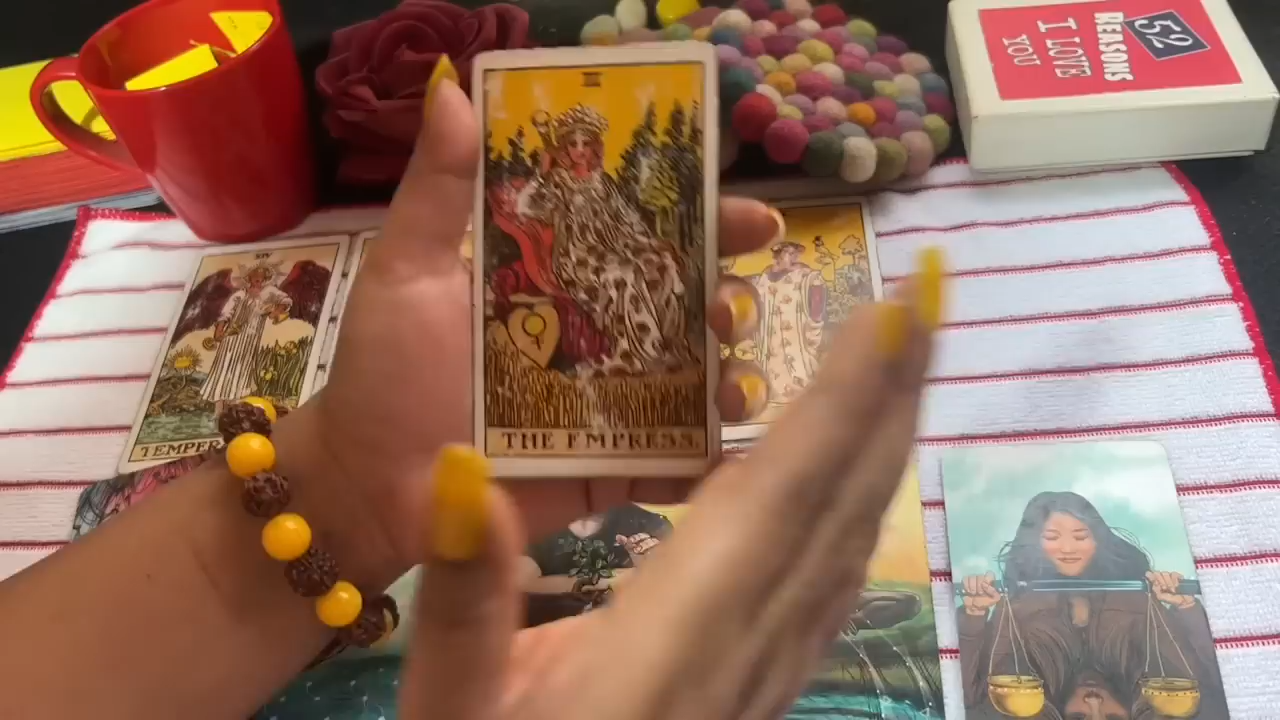 52
REASONS
I LOVE
YOU
III
XIV
THE EMPRESS.
TEMPER